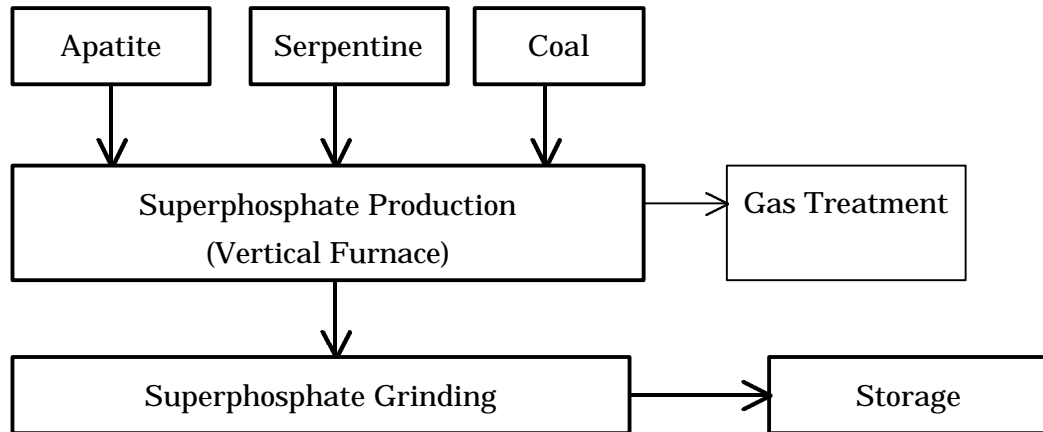 Apatite
Serpentine
Coal
Superphosphate Production
(Vertical Furnace)
Gas Treatment
Superphosphate Grinding
Storage